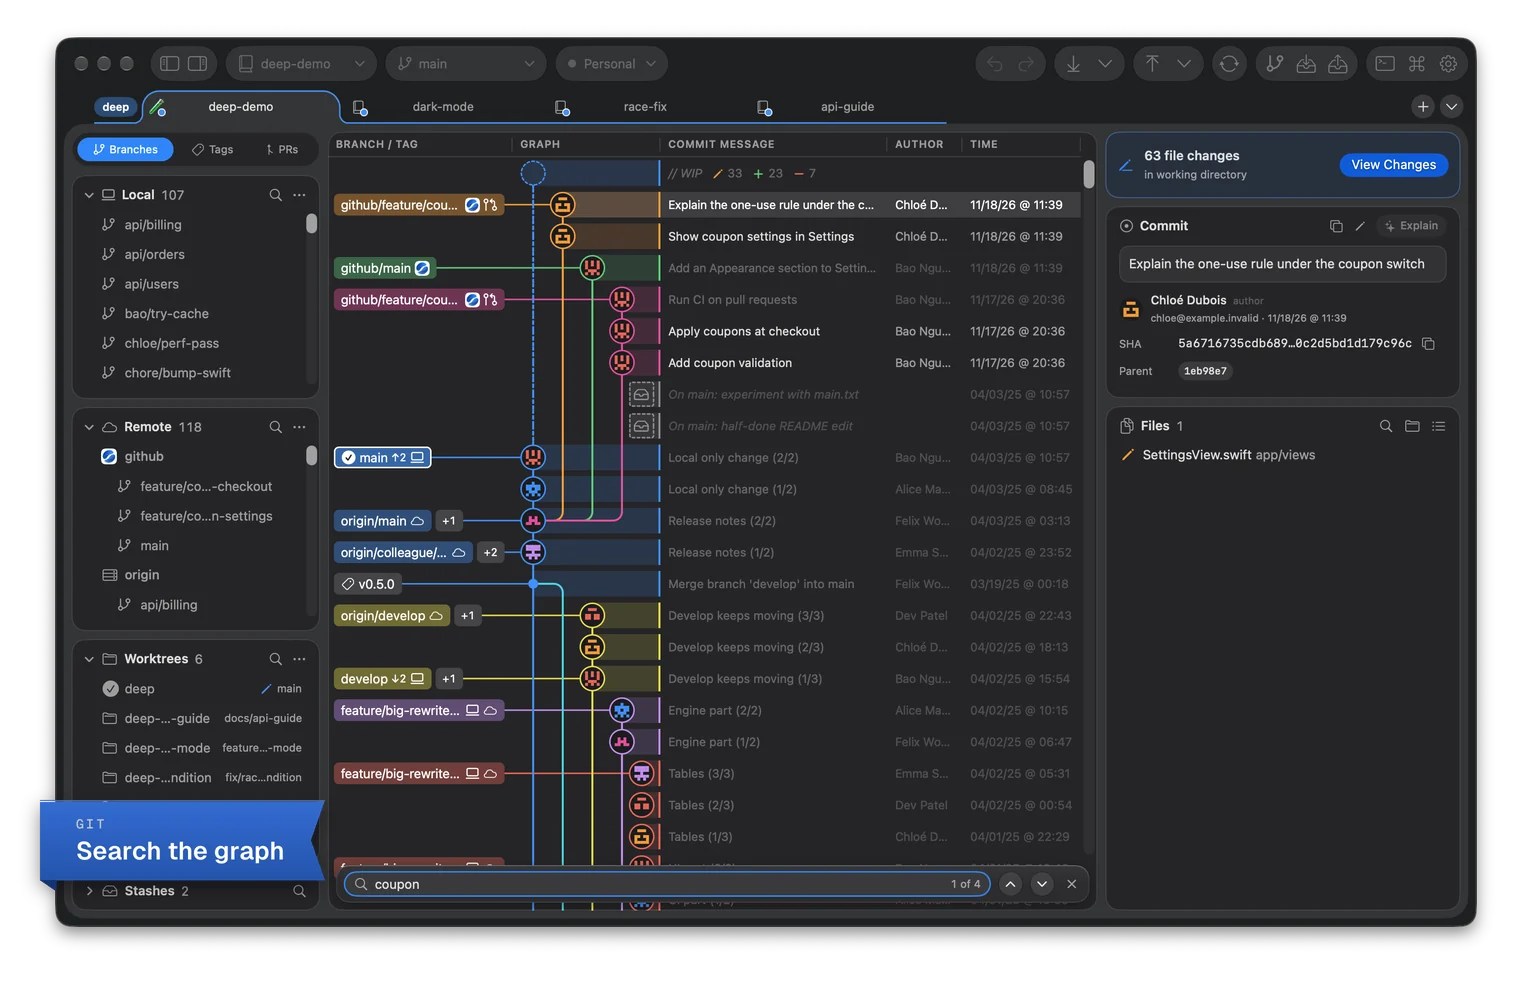 deep-demo
main
Personal
deep
deep-demo
dark-mode
race-fix
api-guide
Branches
Tags
PRs
Local 107
api/billing
api/orders
api/users
bao/try-cache
chloe/perf-pass
chore/bump-swift
Remote 118
github
feature/co...-checkout
feature/co...n-settings
main
origin
api/billing
Worktrees 6
deep main
deep-...-guide docs/api-guide
deep-...-mode feature...-mode
deep-...ndition fix/rac...ndition
GIT
Search the graph
Stashes 2
BRANCH / TAG GRAPH COMMIT MESSAGE AUTHOR TIME
// WIP 33 + 23 − 7
github/feature/cou... Explain the one-use rule under the c... Chloé D... 11/18/26 @ 11:39
Show coupon settings in Settings Chloé D... 11/18/26 @ 11:39
github/main Add an Appearance section to Settin... Bao Ngu... 11/18/26 @ 11:39
github/feature/cou... Run CI on pull requests Bao Ngu... 11/17/26 @ 20:36
Apply coupons at checkout Bao Ngu... 11/17/26 @ 20:36
Add coupon validation Bao Ngu... 11/17/26 @ 20:36
On main: experiment with main.txt 04/03/25 @ 10:57
On main: half-done README edit 04/03/25 @ 10:57
main ↑2 Local only change (2/2) Bao Ngu... 04/03/25 @ 10:57
Local only change (1/2) Alice Ma... 04/03/25 @ 08:45
origin/main +1 Release notes (2/2) Felix Wo... 04/03/25 @ 03:13
origin/colleague/... +2 Release notes (1/2) Emma S... 04/02/25 @ 23:52
v0.5.0 Merge branch 'develop' into main Felix Wo... 03/19/25 @ 00:18
origin/develop +1 Develop keeps moving (3/3) Dev Patel 04/02/25 @ 22:43
Develop keeps moving (2/3) Chloé D... 04/02/25 @ 18:13
develop ↓2 +1 Develop keeps moving (1/3) Bao Ngu... 04/02/25 @ 15:54
feature/big-rewrite... Engine part (2/2) Alice Ma... 04/02/25 @ 10:15
Engine part (1/2) Felix Wo... 04/02/25 @ 06:47
feature/big-rewrite... Tables (3/3) Emma S... 04/02/25 @ 05:31
Tables (2/3) Dev Patel 04/02/25 @ 00:54
Tables (1/3) Chloé D... 04/01/25 @ 22:29
coupon 1 of 4
63 file changes
in working directory
View Changes
Commit
Explain
Explain the one-use rule under the coupon switch
Chloé Dubois author
chloe@example.invalid · 11/18/26 @ 11:39
SHA 5a6716735cdb689…0c2d5bd1d179c96c
Parent 1eb98e7
Files 1
SettingsView.swift app/views